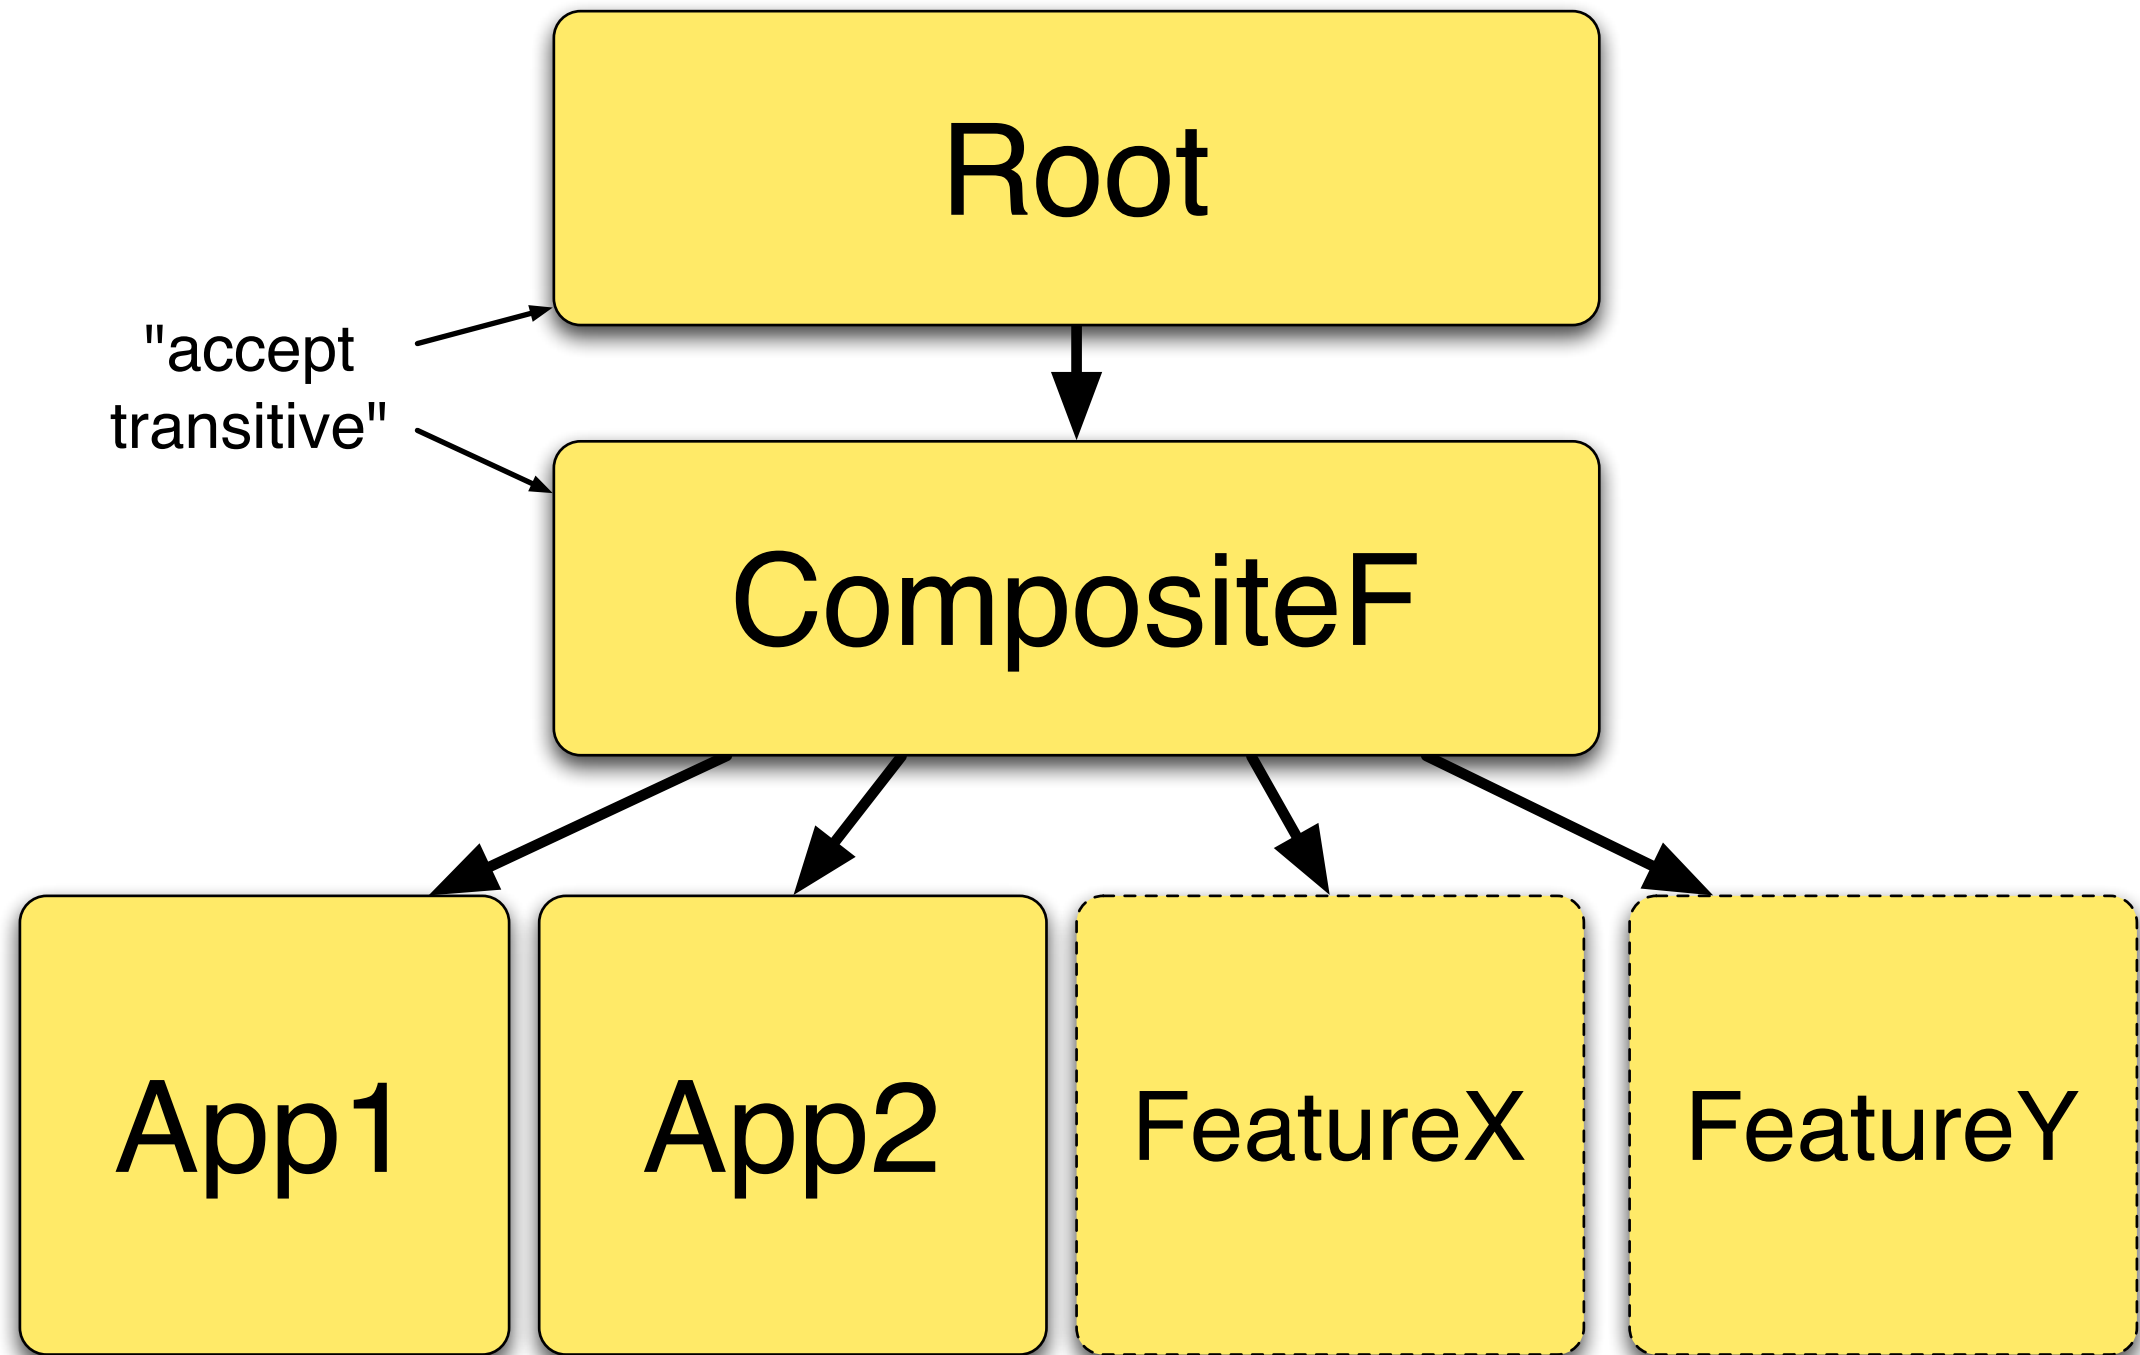 Root
"accept
transitive"
CompositeF
App1
App2
FeatureX
FeatureY